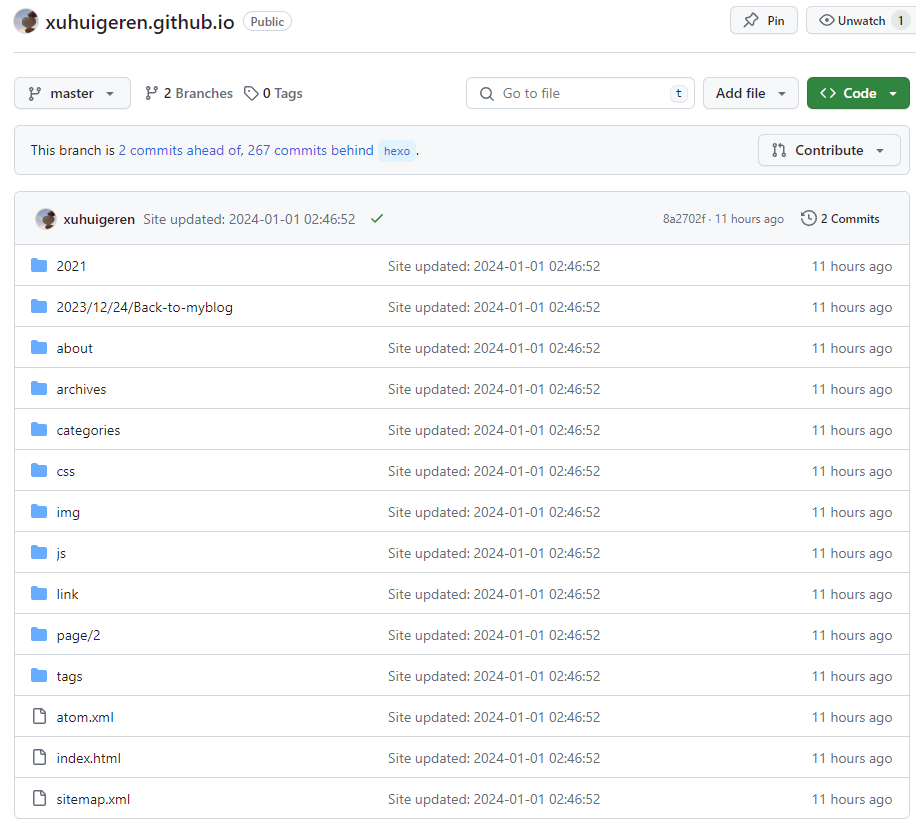 xuhuigeren.github.io Public Pin Unwatch 1
master 2 Branches 0 Tags Go to file t Add file Code
This branch is 2 commits ahead of, 267 commits behind hexo . Contribute
xuhuigeren Site updated: 2024-01-01 02:46:52 8a2702f · 11 hours ago 2 Commits
2021 Site updated: 2024-01-01 02:46:52 11 hours ago
2023/12/24/Back-to-myblog Site updated: 2024-01-01 02:46:52 11 hours ago
about Site updated: 2024-01-01 02:46:52 11 hours ago
archives Site updated: 2024-01-01 02:46:52 11 hours ago
categories Site updated: 2024-01-01 02:46:52 11 hours ago
css Site updated: 2024-01-01 02:46:52 11 hours ago
img Site updated: 2024-01-01 02:46:52 11 hours ago
js Site updated: 2024-01-01 02:46:52 11 hours ago
link Site updated: 2024-01-01 02:46:52 11 hours ago
page/2 Site updated: 2024-01-01 02:46:52 11 hours ago
tags Site updated: 2024-01-01 02:46:52 11 hours ago
atom.xml Site updated: 2024-01-01 02:46:52 11 hours ago
index.html Site updated: 2024-01-01 02:46:52 11 hours ago
sitemap.xml Site updated: 2024-01-01 02:46:52 11 hours ago